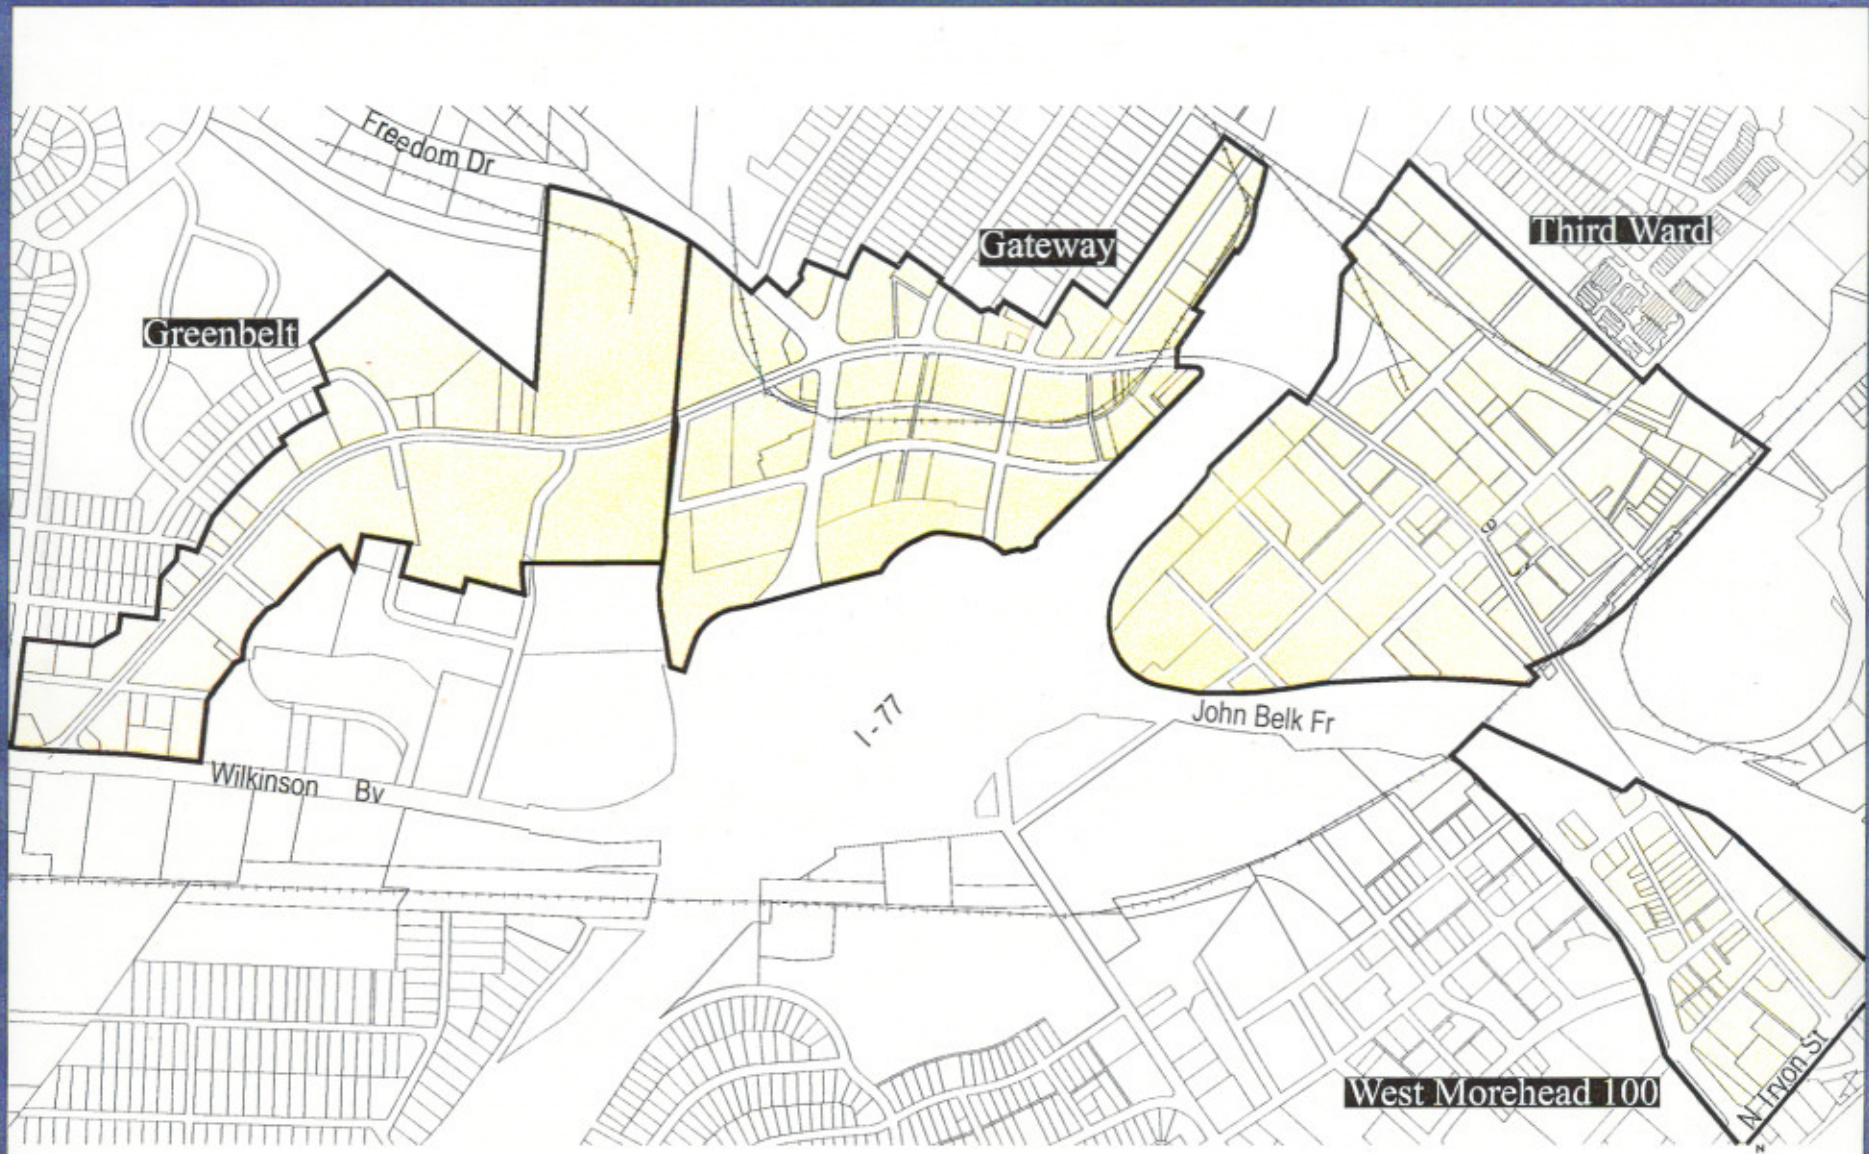 Freedom Dr
Third Ward
Gateway
Greenbelt
I-77
John Belk Fr
Wilkinson Bv
West Morehead 100
N Tryon St
N